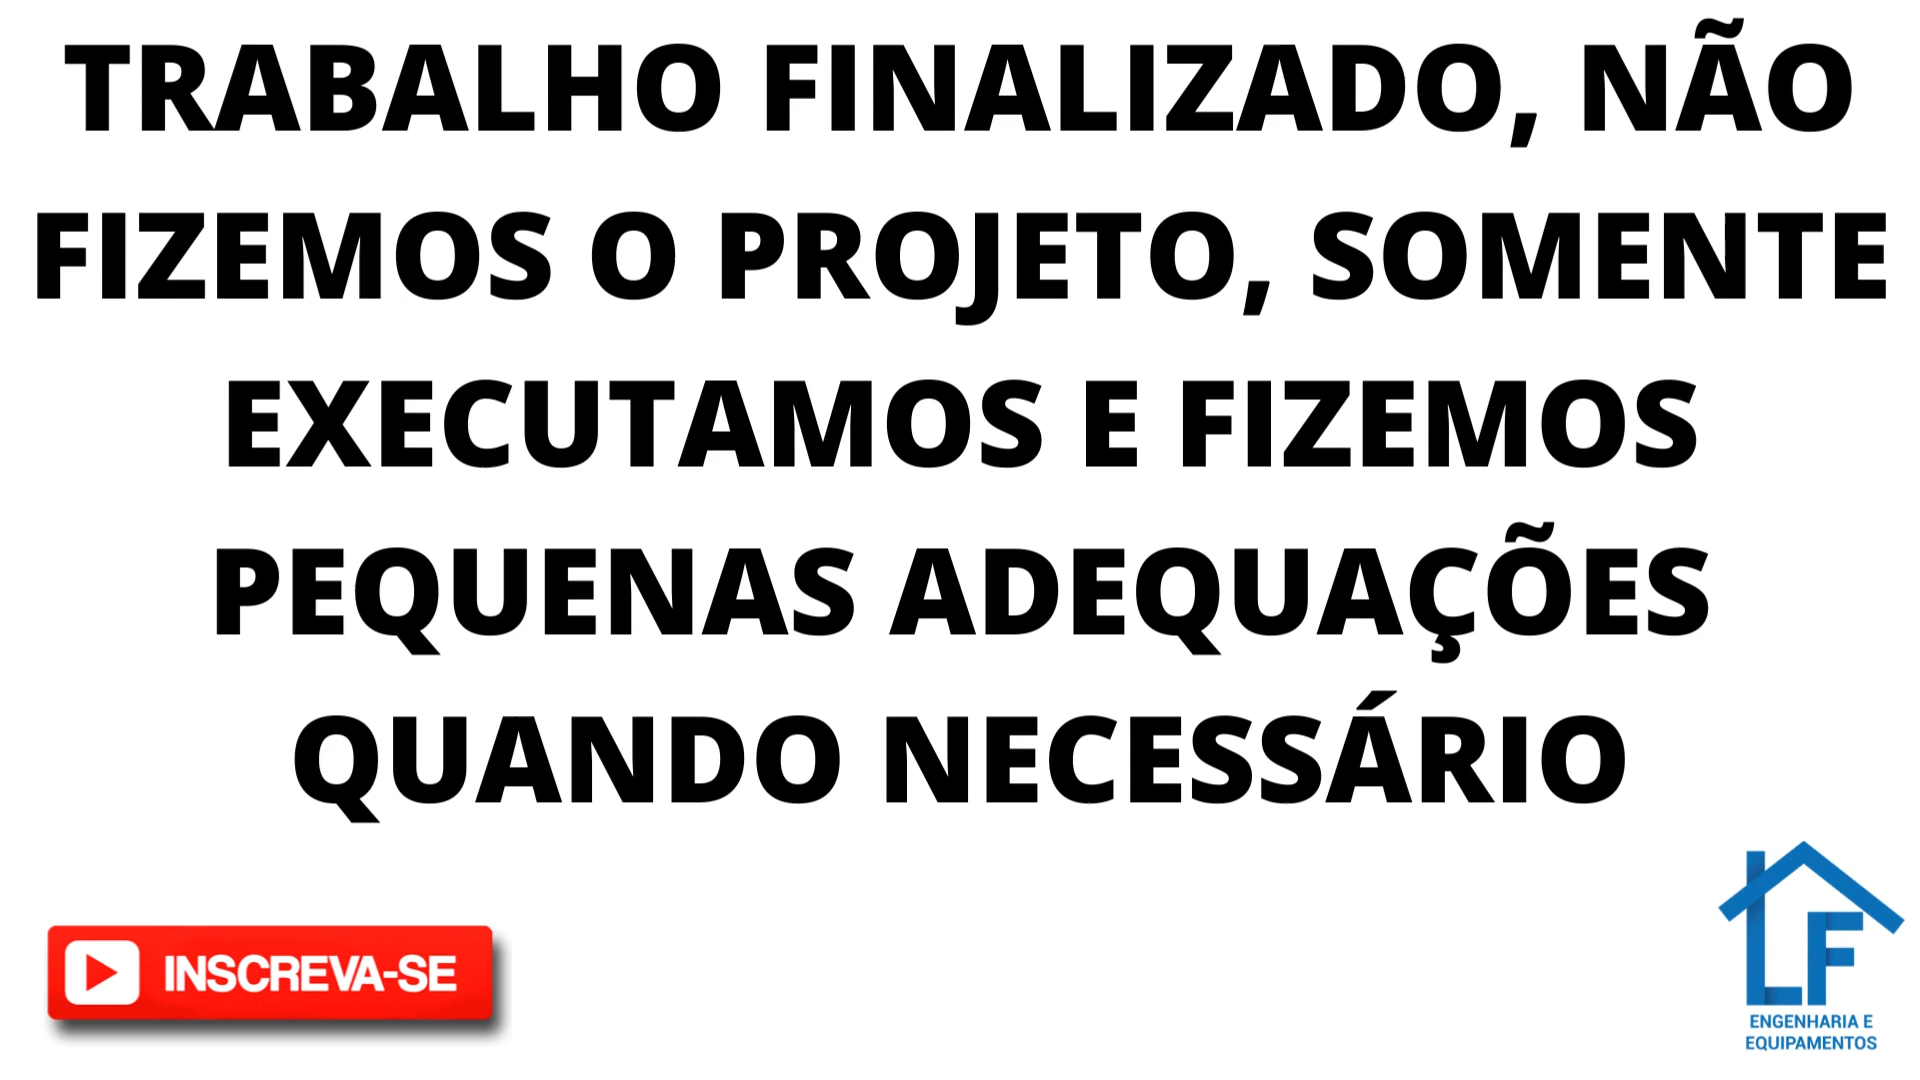 TRABALHO FINALIZADO, NÃO
FIZEMOS O PROJETO, SOMENTE
EXECUTAMOS E FIZEMOS
PEQUENAS ADEQUAÇÕES
QUANDO NECESSÁRIO
INSCREVA-SE
LF
ENGENHARIA E
EQUIPAMENTOS